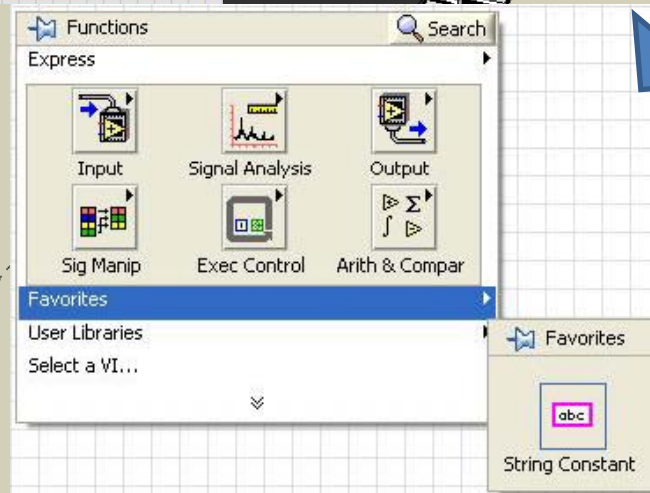 Functions Search
Express
Input Signal Analysis Output
Sig Manip Exec Control Arith & Compar
Favorites
User Libraries
Select a VI...
Favorites
abc
String Constant